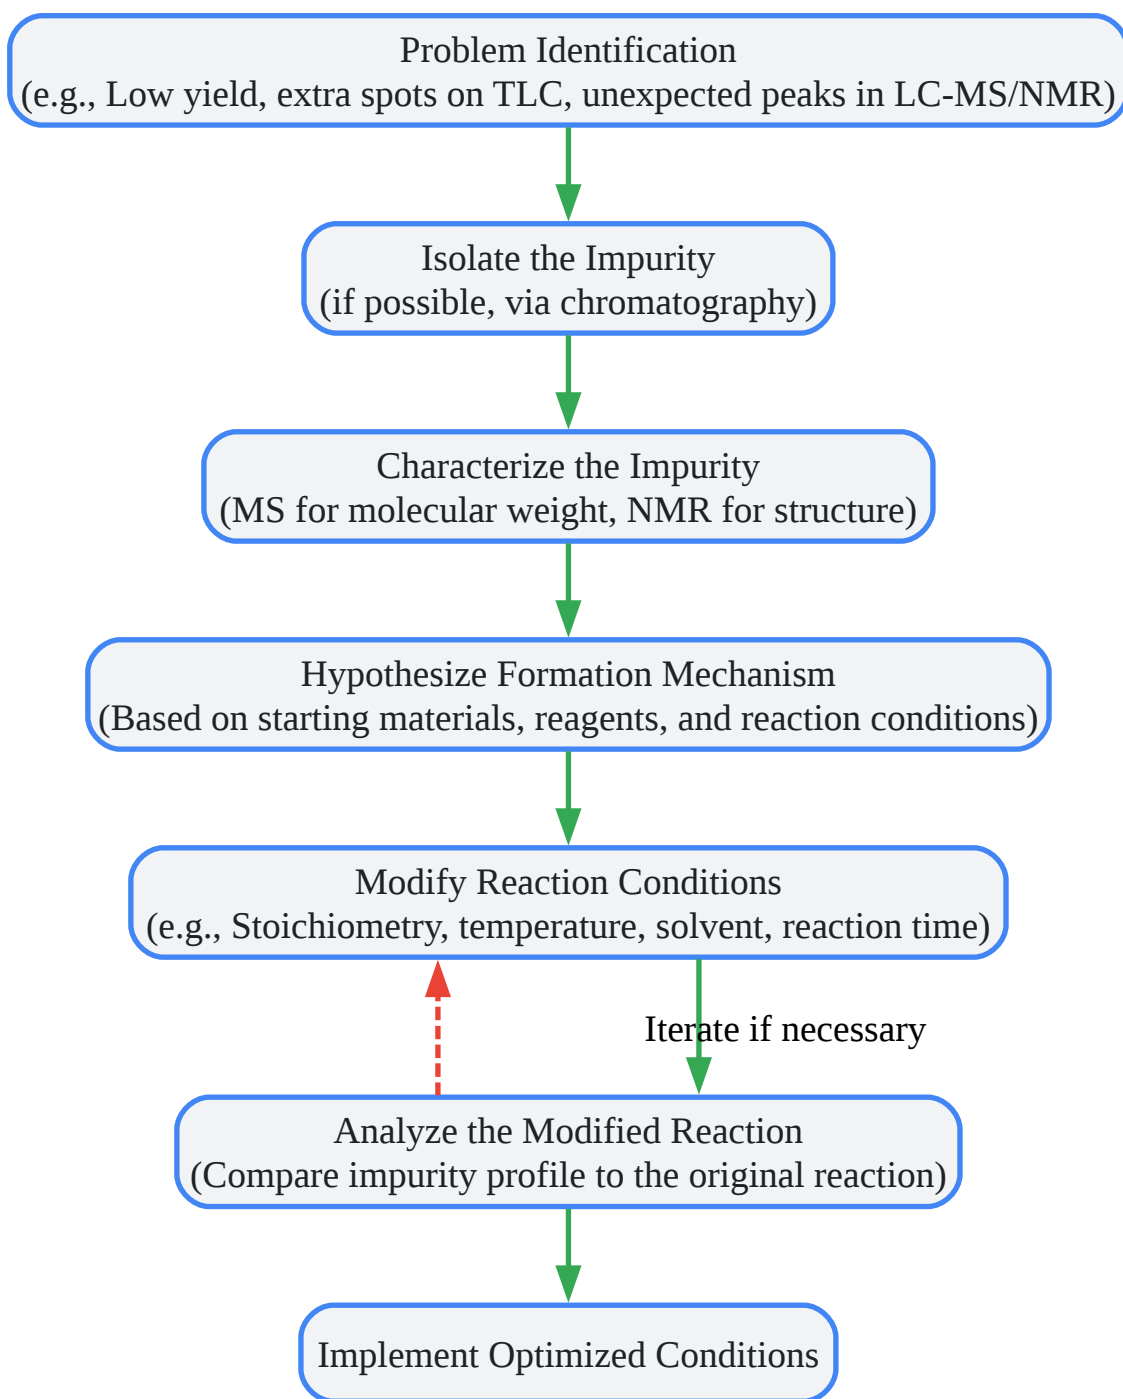 Problem Identification
(e.g., Low yield, extra spots on TLC, unexpected peaks in LC-MS/NMR)
Isolate the Impurity
(if possible, via chromatography)
Characterize the Impurity
(MS for molecular weight, NMR for structure)
Hypothesize Formation Mechanism
(Based on starting materials, reagents, and reaction conditions)
Modify Reaction Conditions
(e.g., Stoichiometry, temperature, solvent, reaction time)
Iterate if necessary
Analyze the Modified Reaction
(Compare impurity profile to the original reaction)
Implement Optimized Conditions